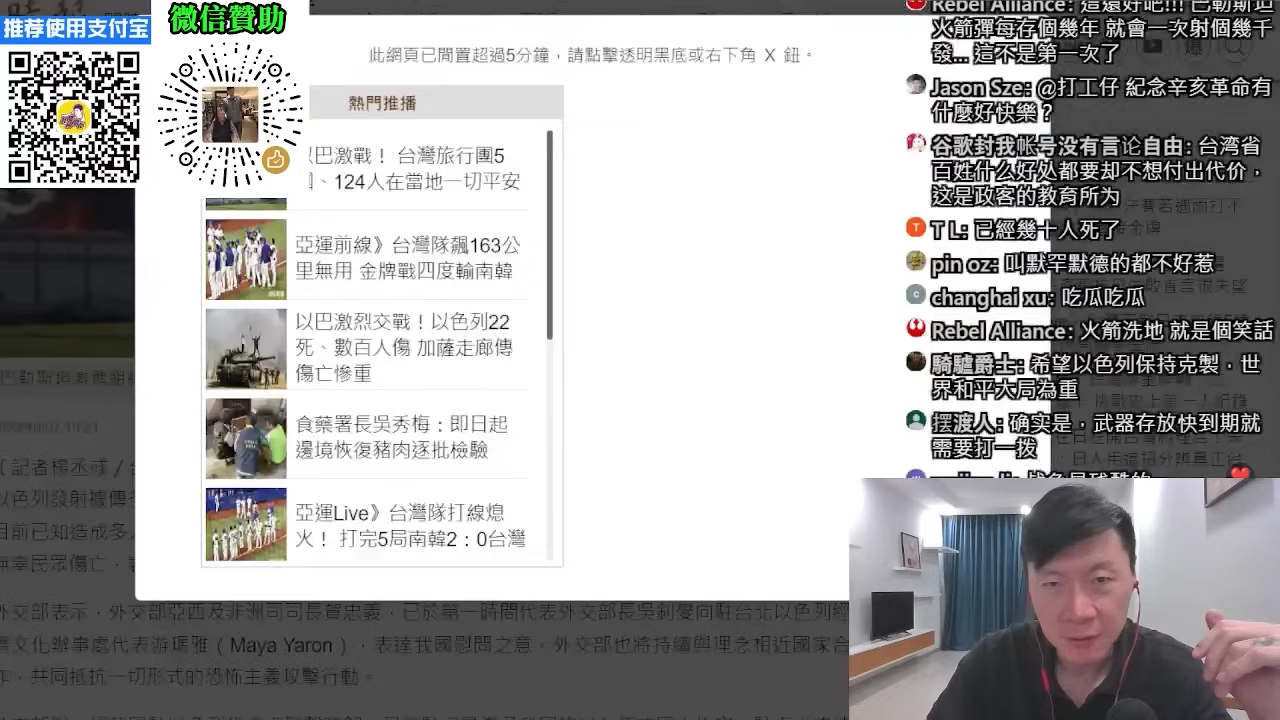 推荐使用支付宝
微信贊助
此網頁已閒置超過5分鐘，請點擊透明黑底或右下角 X 鈕。
熱門推播
巴激戰！ 台灣旅行團5
、124人在當地一切平安
亞運前線》台灣隊飆163公
里無用 金牌戰四度輸南韓
以巴激烈交戰！以色列22
死、數百人傷 加薩走廊傳
傷亡慘重
食藥署長吳秀梅：即日起
邊境恢復豬肉逐批檢驗
亞運Live》台灣隊打線熄
火！ 打完5局南韓2：0台灣
外交部表示，外交部亞西及非洲司司長賀忠義，已於第一時間代表外交部長吳釗燮向駐台北以色列經
文化辦事處代表游瑪雅（Maya Yaron），表達我國慰問之意。外交部也將持續與理念相近國家合
作，共同抵抗一切形式的恐怖主義攻擊行動。
Rebel Alliance: 這還好吧!!! 巴勒斯坦
火箭彈每存個幾年 就會一次射個幾千
發... 這不是第一次了
Jason Sze: @打工仔 紀念辛亥革命有
什麼好快樂？
谷歌封我帐号没有言论自由: 台湾省
百姓什么好处都要却不想付出代价，
这是政客的教育所为
T L: 已經幾十人死了
pin oz: 叫默罕默德的都不好惹
changhai xu: 吃瓜吃瓜
Rebel Alliance: 火箭洗地 就是個笑話
騎驢爵士: 希望以色列保持克製，世
界和平大局為重
摆渡人: 确实是，武器存放快到期就
需要打一拨